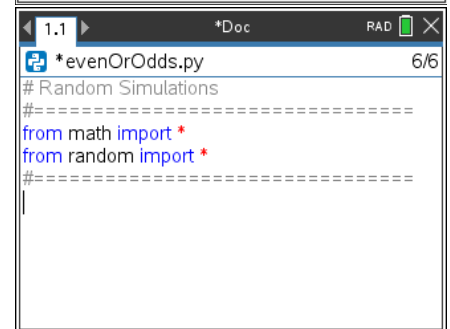 1.1 *Doc RAD
*evenOrOdds.py 6/6
# Random Simulations
#================================
from math import *
from random import *
#================================